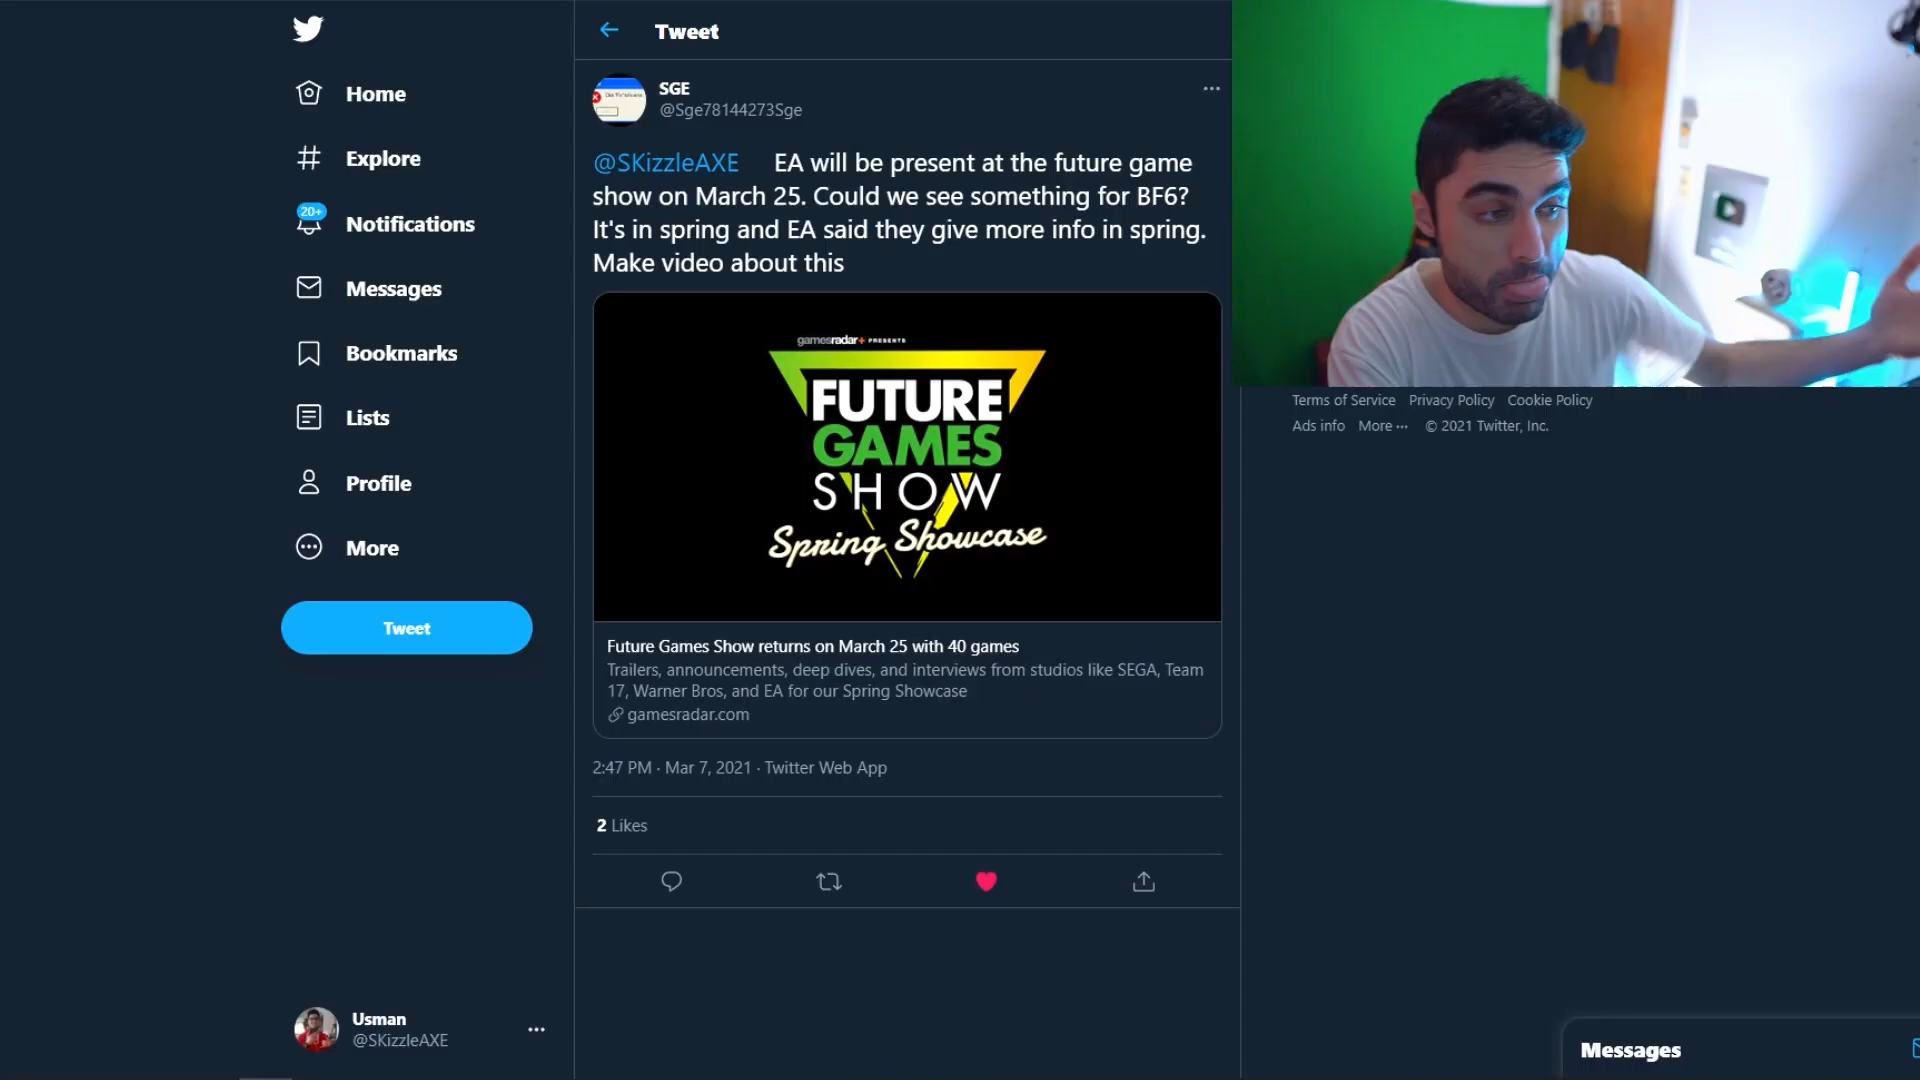 Home
Explore
20+
Notifications
Messages
Bookmarks
Lists
Profile
More
Tweet
Usman
@SKizzleAXE
Tweet
SGE
@Sge78144273Sge
@SKizzleAXE EA will be present at the future game
show on March 25. Could we see something for BF6?
It's in spring and EA said they give more info in spring.
Make video about this
gamesradar+ PRESENTS
FUTURE
GAMES
SHOW
Spring Showcase
Future Games Show returns on March 25 with 40 games
Trailers, announcements, deep dives, and interviews from studios like SEGA, Team
17, Warner Bros, and EA for our Spring Showcase
gamesradar.com
2:47 PM · Mar 7, 2021 · Twitter Web App
2 Likes
Terms of Service Privacy Policy Cookie Policy
Ads info More ··· © 2021 Twitter, Inc.
Messages